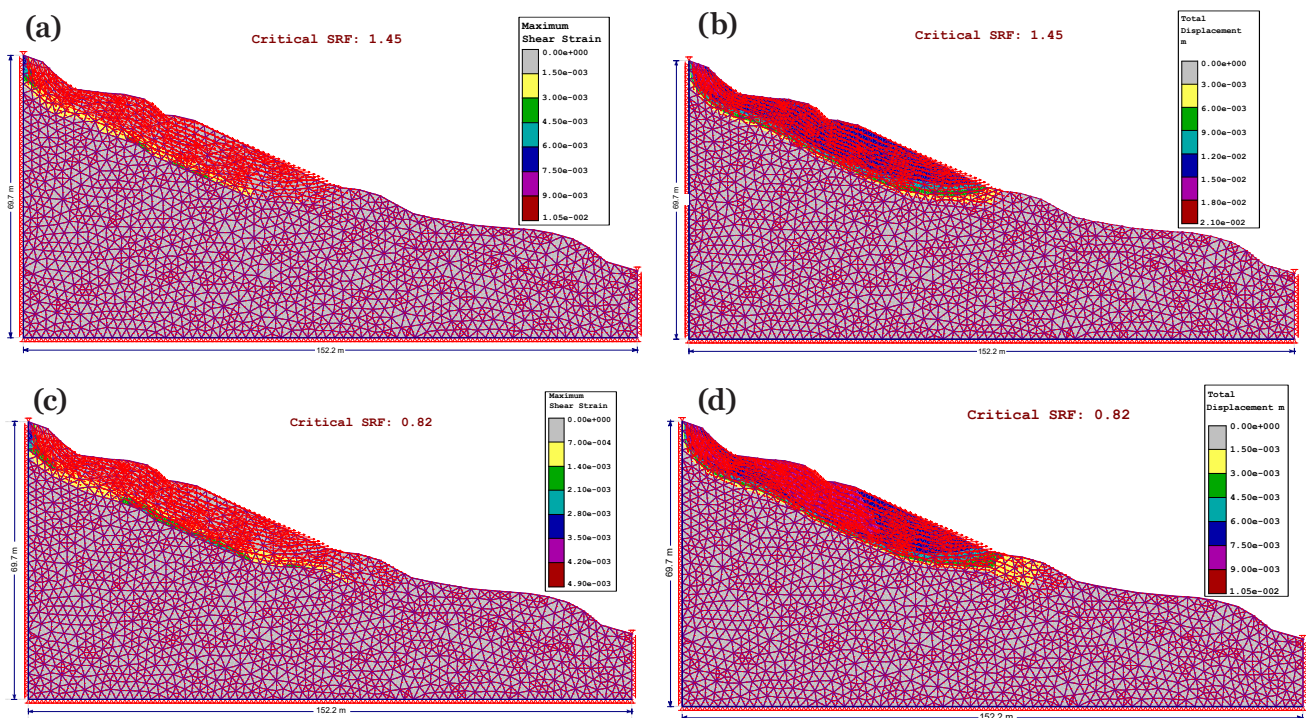 (a)
Critical SRF: 1.45
Maximum
Shear Strain
0.00e+000
1.50e-003
3.00e-003
4.50e-003
6.00e-003
7.50e-003
9.00e-003
1.05e-002
69.7 m
152.2 m
(b)
Critical SRF: 1.45
Total
Displacement
m
0.00e+000
3.00e-003
6.00e-003
9.00e-003
1.20e-002
1.50e-002
1.80e-002
2.10e-002
69.7 m
152.2 m
(c)
Critical SRF: 0.82
Maximum
Shear Strain
0.00e+000
7.00e-004
1.40e-003
2.10e-003
2.80e-003
3.50e-003
4.20e-003
4.90e-003
69.7 m
152.2 m
(d)
Critical SRF: 0.82
Total
Displacement m
0.00e+000
1.50e-003
3.00e-003
4.50e-003
6.00e-003
7.50e-003
9.00e-003
1.05e-002
69.7 m
152.2 m